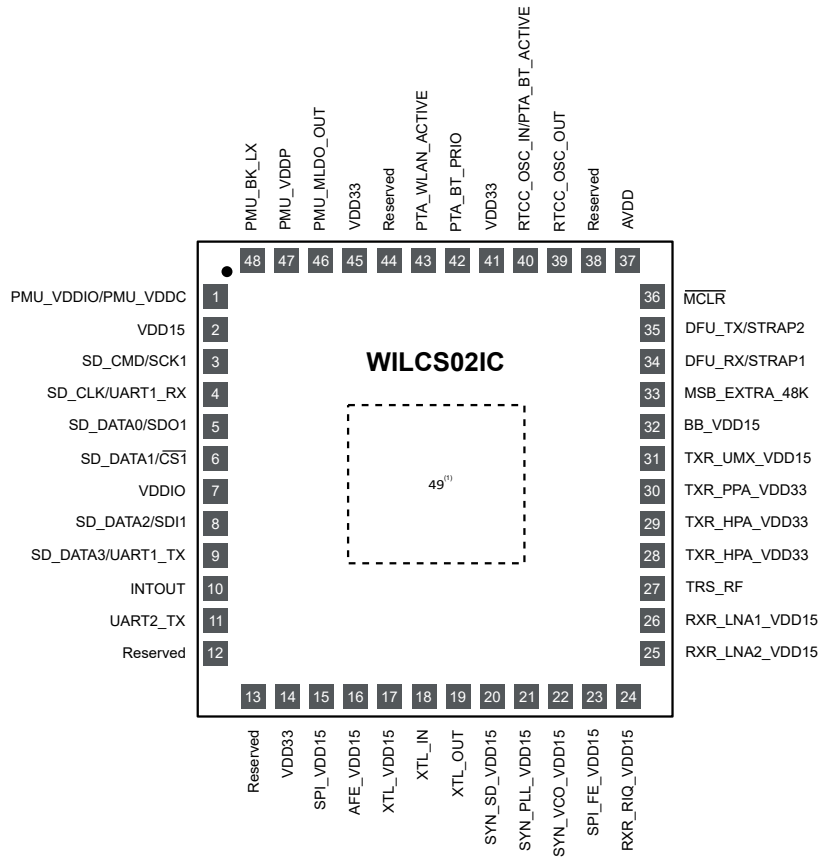 PMU_BK_LX
PMU_VDDP
PMU_MLDO_OUT
VDD33
Reserved
PTA_WLAN_ACTIVE
PTA_BT_PRIO
VDD33
RTCC_OSC_IN/PTA_BT_ACTIVE
RTCC_OSC_OUT
Reserved
AVDD
48 47 46 45 44 43 42 41 40 39 38 37
PMU_VDDIO/PMU_VDDC 1
VDD15 2
SD_CMD/SCK1 3
SD_CLK/UART1_RX 4
SD_DATA0/SDO1 5
SD_DATA1/C̅S̅1̅ 6
VDDIO 7
SD_DATA2/SDI1 8
SD_DATA3/UART1_TX 9
INTOUT 10
UART2_TX 11
Reserved 12
WILCS02IC
49(1)
36 M̅C̅L̅R̅
35 DFU_TX/STRAP2
34 DFU_RX/STRAP1
33 MSB_EXTRA_48K
32 BB_VDD15
31 TXR_UMX_VDD15
30 TXR_PPA_VDD33
29 TXR_HPA_VDD33
28 TXR_HPA_VDD33
27 TRS_RF
26 RXR_LNA1_VDD15
25 RXR_LNA2_VDD15
13 14 15 16 17 18 19 20 21 22 23 24
Reserved
VDD33
SPI_VDD15
AFE_VDD15
XTL_VDD15
XTL_IN
XTL_OUT
SYN_SD_VDD15
SYN_PLL_VDD15
SYN_VCO_VDD15
SPI_FE_VDD15
RXR_RIQ_VDD15